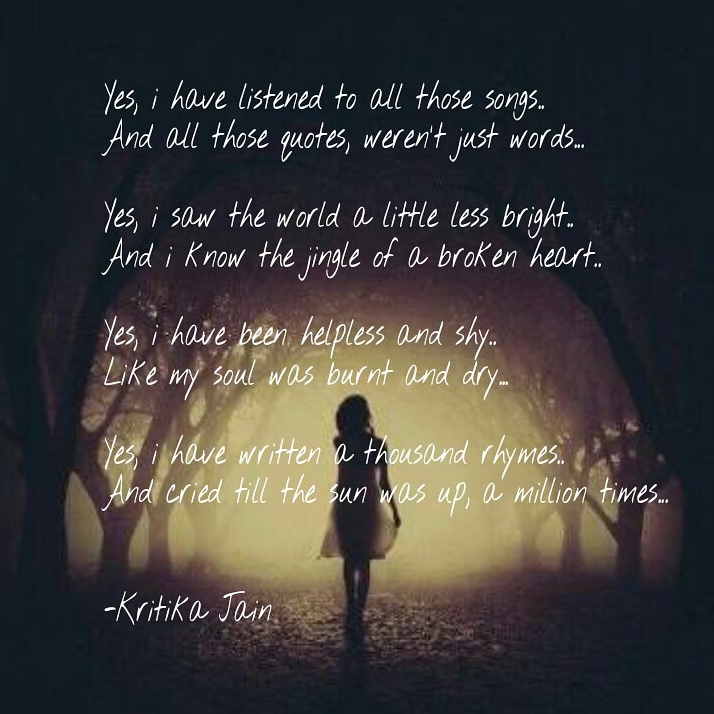 Yes, i have listened to all those songs..
And all those quotes, weren't just words...
Yes, i saw the world a little less bright..
And i know the jingle of a broken heart..
Yes, i have been helpless and shy..
Like my soul was burnt and dry...
Yes, i have written a thousand rhymes..
And cried till the sun was up, a million times...
-Kritika Jain